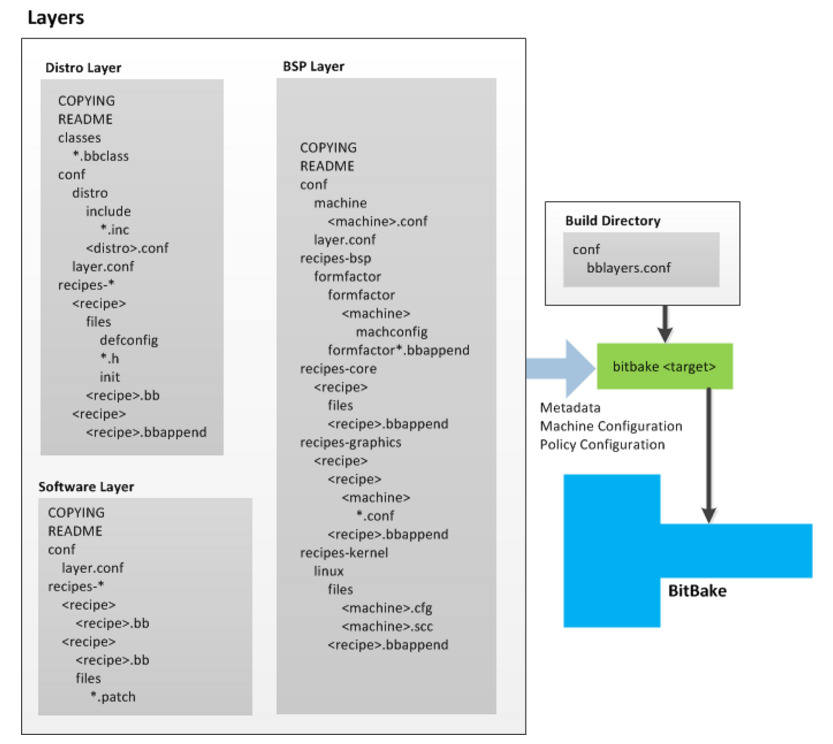 Layers
Distro Layer
COPYING
README
classes
*.bbclass
conf
distro
include
*.inc
<distro>.conf
layer.conf
recipes-*
<recipe>
files
defconfig
*.h
init
<recipe>.bb
<recipe>
<recipe>.bbappend
Software Layer
COPYING
README
conf
layer.conf
recipes-*
<recipe>
<recipe>.bb
<recipe>
<recipe>.bb
files
*.patch
BSP Layer
COPYING
README
conf
machine
<machine>.conf
layer.conf
recipes-bsp
formfactor
formfactor
<machine>
machconfig
formfactor*.bbappend
recipes-core
<recipe>
files
<recipe>.bbappend
recipes-graphics
<recipe>
<recipe>
<machine>
*.conf
<recipe>.bbappend
recipes-kernel
linux
files
<machine>.cfg
<machine>.scc
<recipe>.bbappend
Build Directory
conf
bblayers.conf
bitbake <target>
Metadata
Machine Configuration
Policy Configuration
BitBake